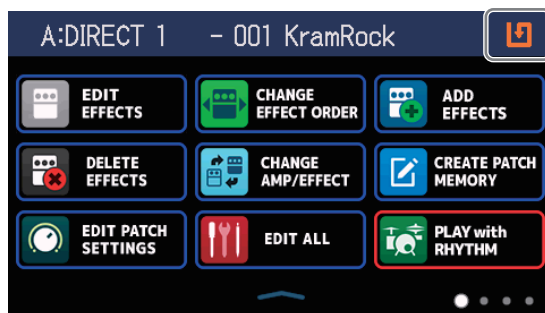 A:DIRECT 1 - 001 KramRock
EDIT
EFFECTS
CHANGE
EFFECT ORDER
ADD
EFFECTS
DELETE
EFFECTS
CHANGE
AMP/EFFECT
CREATE PATCH
MEMORY
EDIT PATCH
SETTINGS
EDIT ALL
PLAY with
RHYTHM